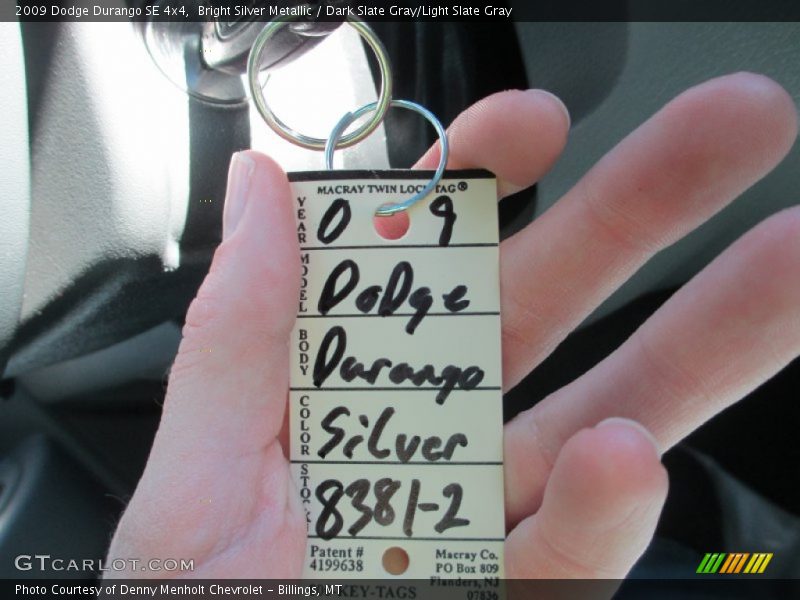 2009 Dodge Durango SE 4x4, Bright Silver Metallic / Dark Slate Gray/Light Slate Gray
MACRAY TWIN LOCK TAG®
YEAR 0 9
MODEL DoDge
BODY Durango
COLOR SiLver
STOCK 8381-2
Patent # 4199638
Macray Co.
PO Box 809
Flanders, NJ
07836
KEY-TAGS
GTCARLOT.COM
Photo Courtesy of Denny Menholt Chevrolet - Billings, MT